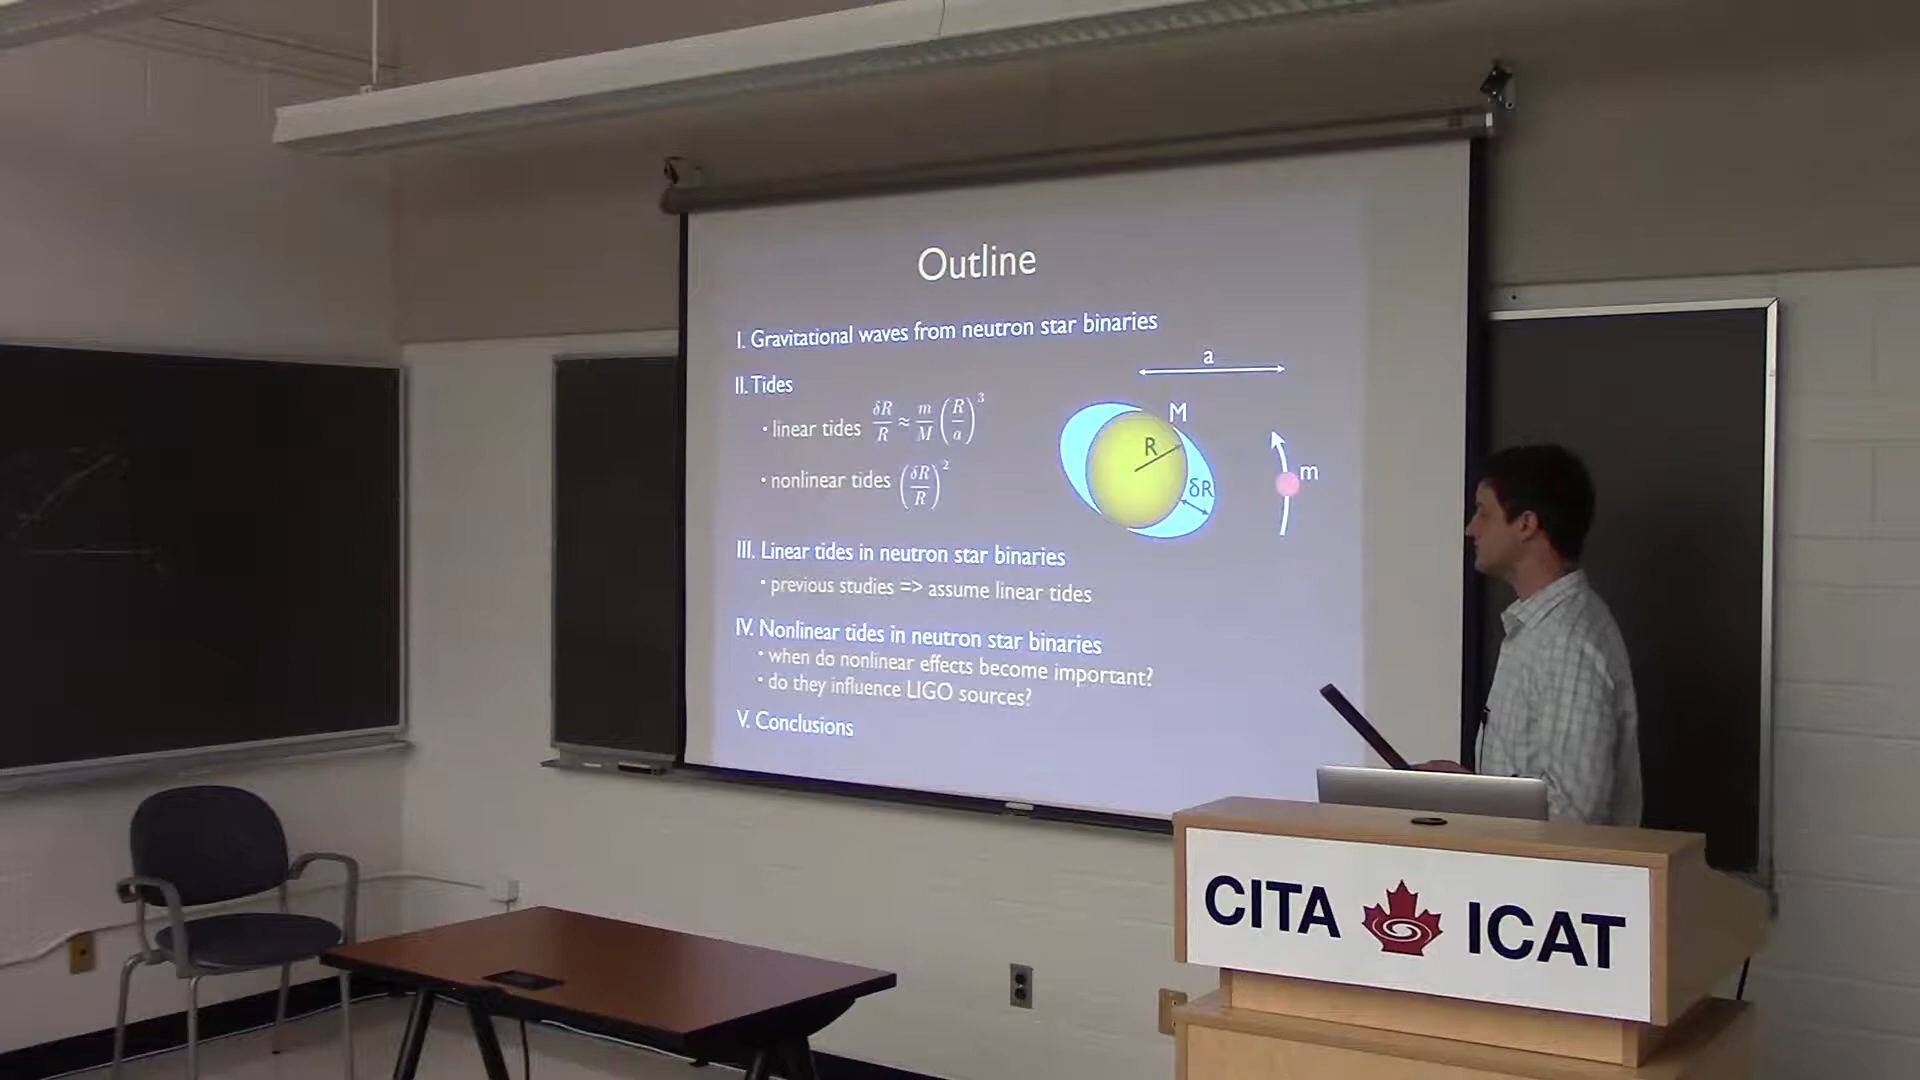 Outline
I. Gravitational waves from neutron star binaries
II. Tides
• linear tides δR/R ≈ m/M (R/a)^3
• nonlinear tides (δR/R)^2
a
M
R
δR
m
III. Linear tides in neutron star binaries
• previous studies => assume linear tides
IV. Nonlinear tides in neutron star binaries
• when do nonlinear effects become important?
• do they influence LIGO sources?
V. Conclusions
CITA ICAT